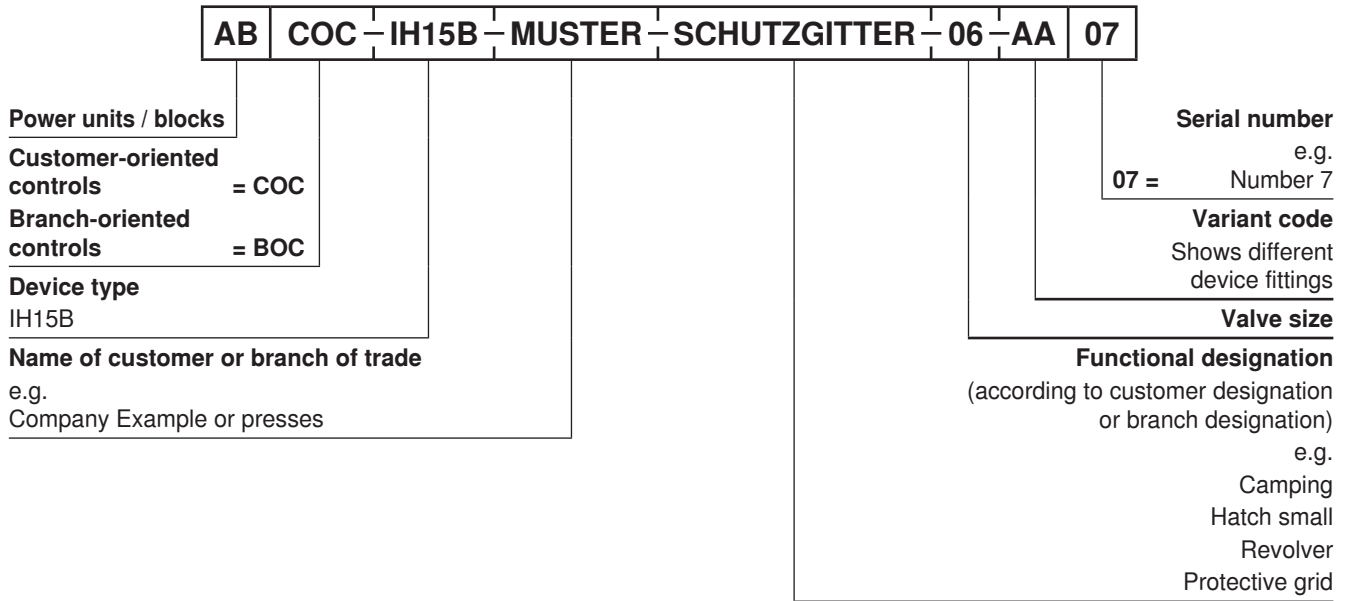 AB COC – IH15B – MUSTER – SCHUTZGITTER – 06 – AA 07
Power units / blocks
Customer-oriented
controls = COC
Branch-oriented
controls = BOC
Device type
IH15B
Name of customer or branch of trade
e.g.
Company Example or presses
Serial number
e.g.
07 = Number 7
Variant code
Shows different
device fittings
Valve size
Functional designation
(according to customer designation
or branch designation)
e.g.
Camping
Hatch small
Revolver
Protective grid